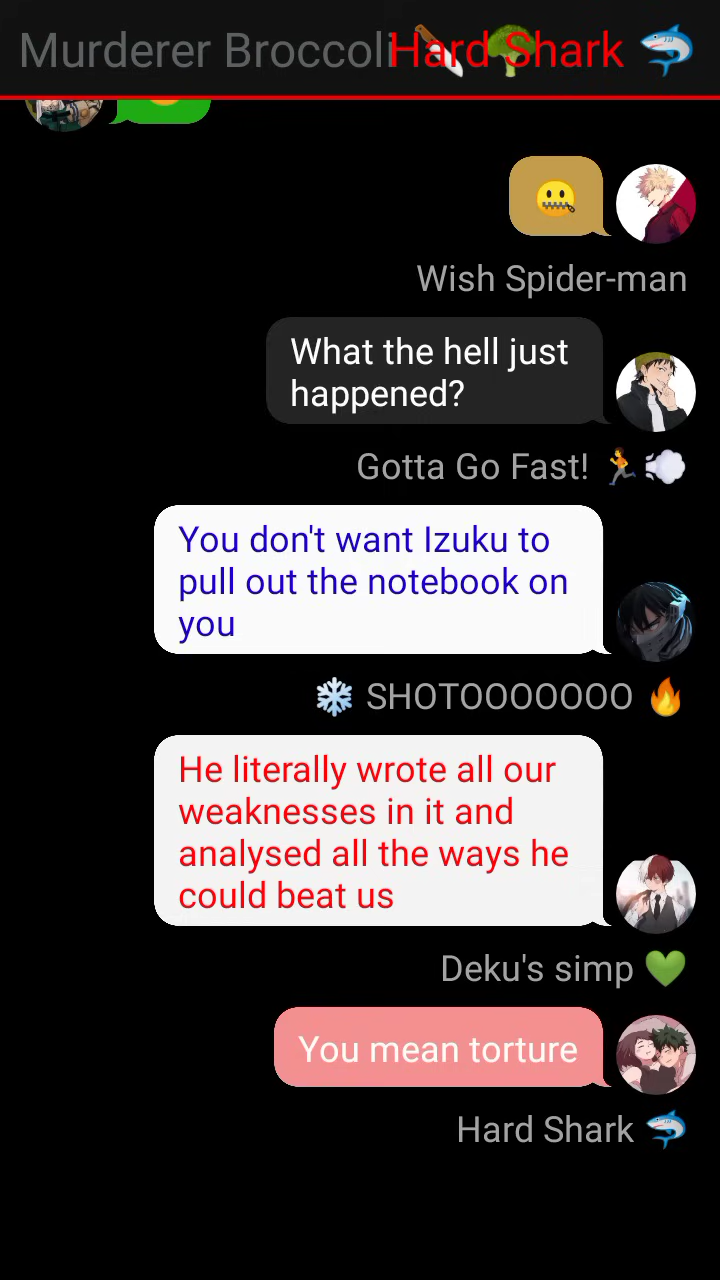 Murderer Broccoli 🔪🥦
Hard Shark 🦈
🤐
Wish Spider-man
What the hell just
happened?
Gotta Go Fast! 🏃💨
You don't want Izuku to
pull out the notebook on
you
❄️ SHOTOOOOOOO 🔥
He literally wrote all our
weaknesses in it and
analysed all the ways he
could beat us
Deku's simp 💚
You mean torture
Hard Shark 🦈